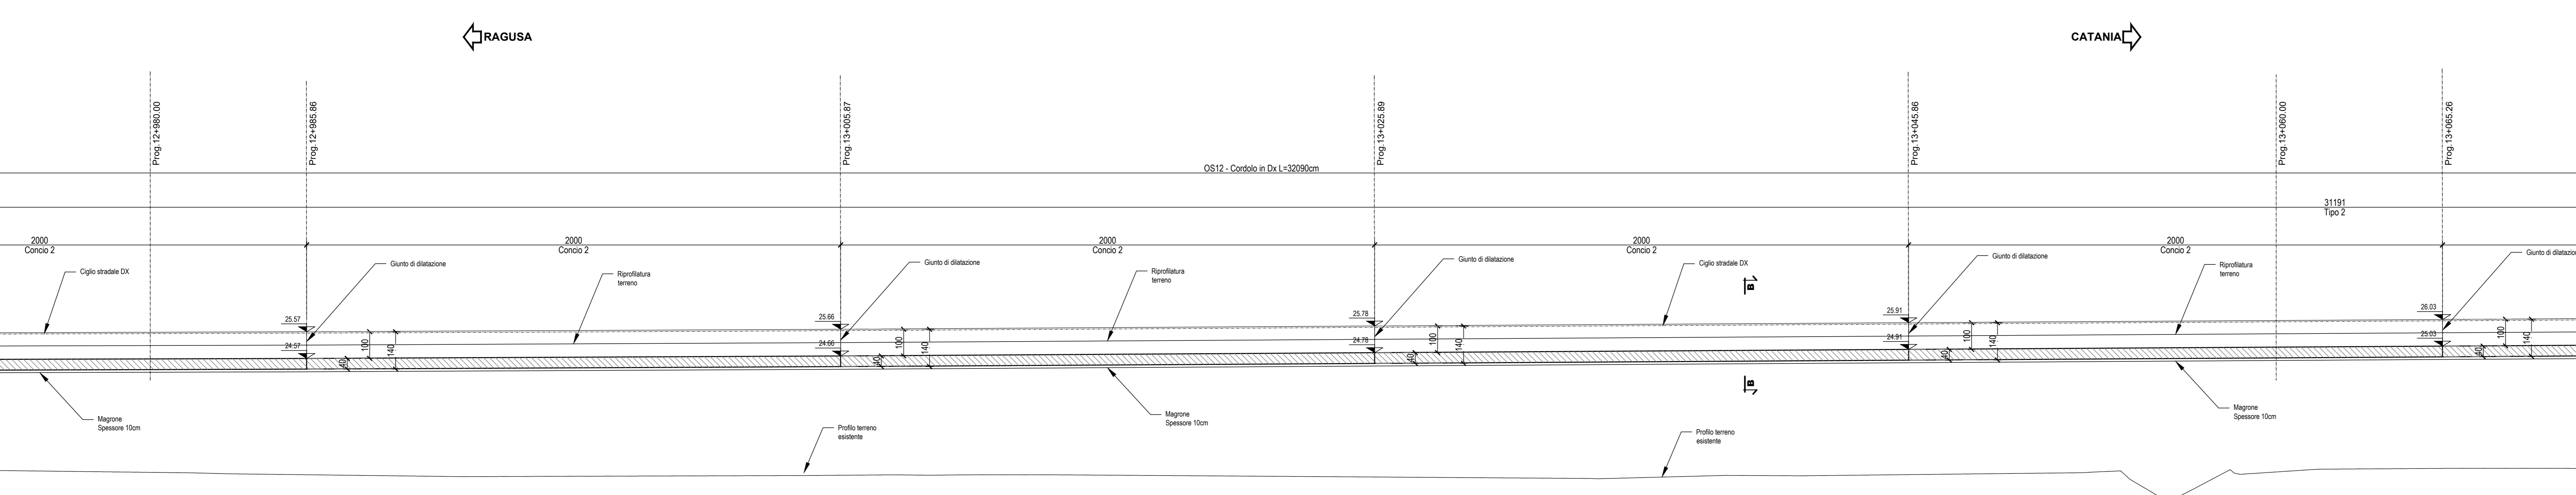 RAGUSA
CATANIA
Prog.12+980.00
Prog.12+985.86
Prog.13+005.87
Prog.13+025.89
Prog.13+045.86
Prog.13+060.00
Prog.13+065.26
OS12 - Cordolo in Dx L=32090cm
31191
Tipo 2
2000
Concio 2
2000
Concio 2
2000
Concio 2
2000
Concio 2
2000
Concio 2
Ciglio stradale DX
Giunto di dilatazione
Riprofilatura
terreno
Giunto di dilatazione
Riprofilatura
terreno
Giunto di dilatazione
Ciglio stradale DX
Giunto di dilatazione
Riprofilatura
terreno
Giunto di dilatazio
B
25.57
25.66
25.78
25.91
26.03
24.57
24.66
24.78
24.91
25.03
40
100
140
40
100
140
40
100
140
40
100
140
40
100
140
B
Magrone
Spessore 10cm
Profilo terreno
esistente
Magrone
Spessore 10cm
Profilo terreno
esistente
Magrone
Spessore 10cm